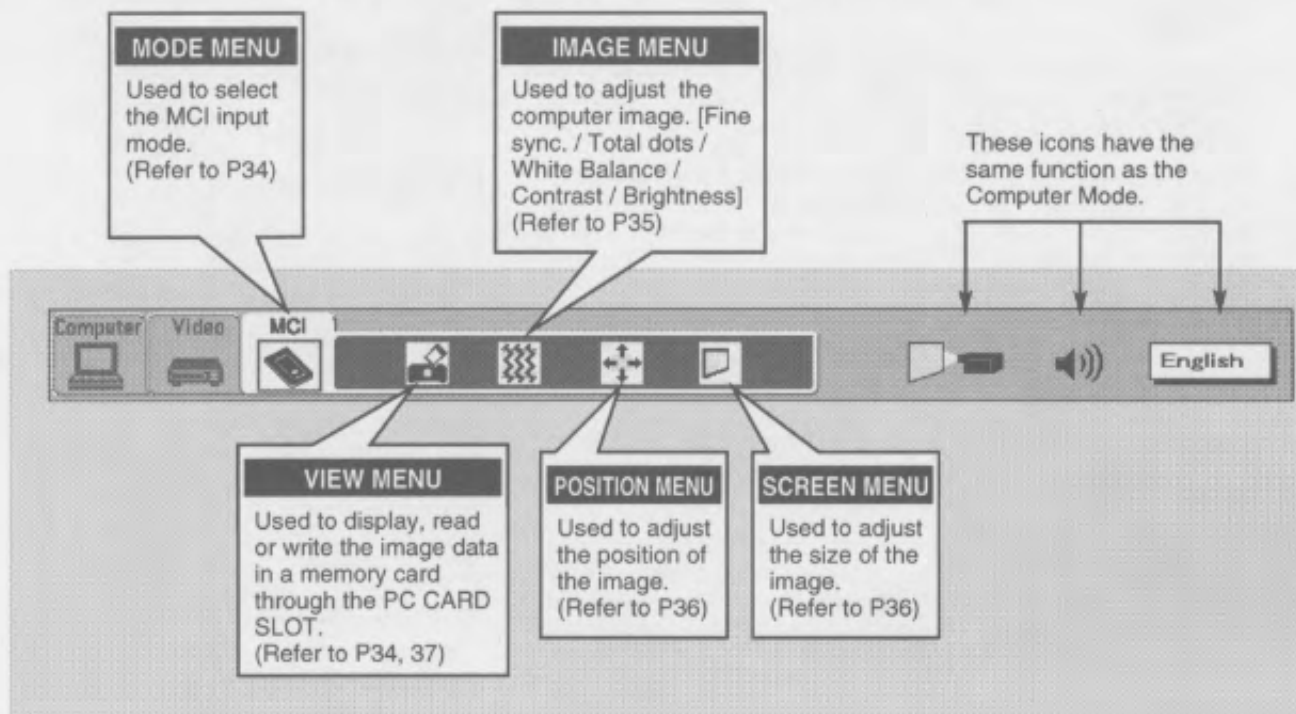 MODE MENU
Used to select
the MCI input
mode.
(Refer to P34)
IMAGE MENU
Used to adjust the
computer image. [Fine
sync. / Total dots /
White Balance /
Contrast / Brightness]
(Refer to P35)
These icons have the
same function as the
Computer Mode.
Computer
Video
MCI
English
VIEW MENU
Used to display, read
or write the image data
in a memory card
through the PC CARD
SLOT.
(Refer to P34, 37)
POSITION MENU
Used to adjust
the position of
the image.
(Refer to P36)
SCREEN MENU
Used to adjust
the size of the
image.
(Refer to P36)